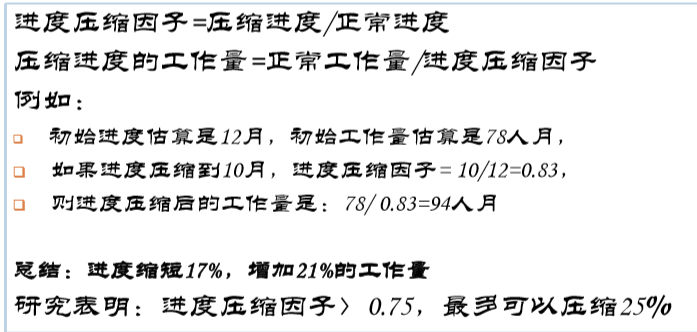 进度压缩因子=压缩进度/正常进度
压缩进度的工作量=正常工作量/进度压缩因子
例如：
初始进度估算是12月，初始工作量估算是78人月，
如果进度压缩到10月，进度压缩因子= 10/12=0.83，
则进度压缩后的工作量是：78/ 0.83=94人月
总结：进度缩短17%，增加21%的工作量
研究表明：进度压缩因子〉0.75，最多可以压缩25%